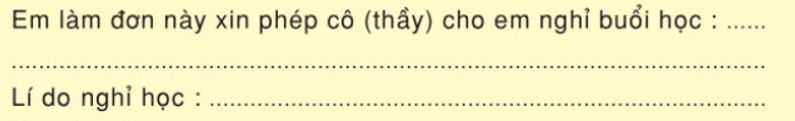 Em làm đơn này xin phép cô (thầy) cho em nghỉ buổi học : ......
..............................................................................................................
Lí do nghỉ học : ................................................................................